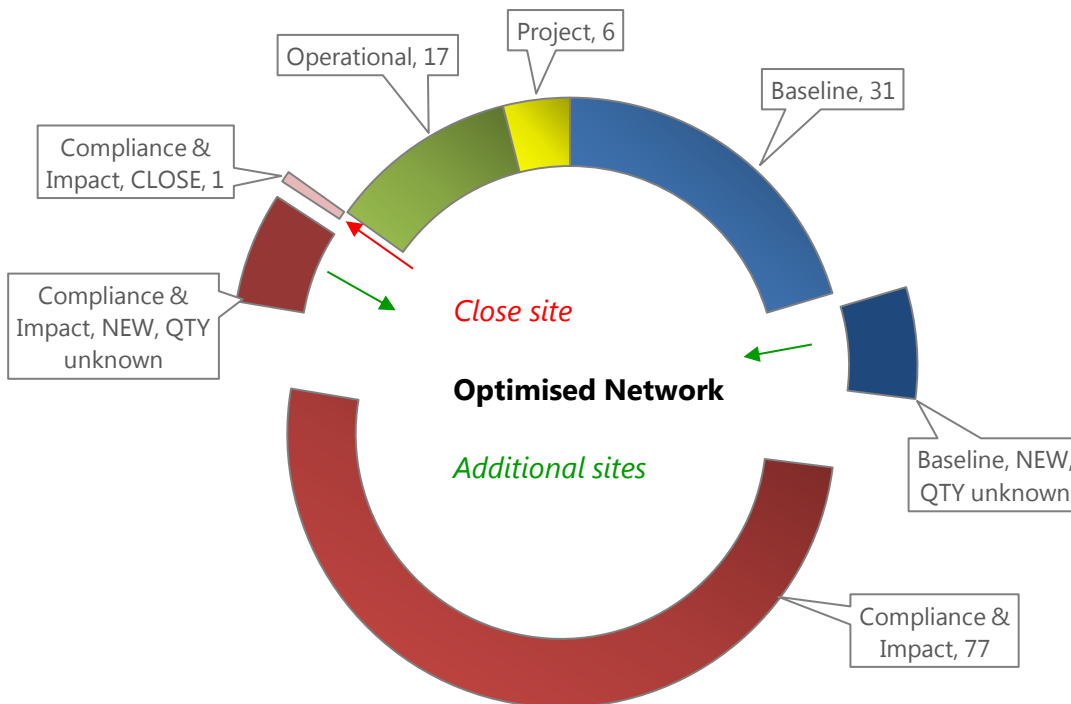 Project, 6
Operational, 17
Baseline, 31
Compliance &
Impact, CLOSE, 1
Compliance &
Impact, NEW, QTY
unknown
Close site
Optimised Network
Additional sites
Baseline, NEW,
QTY unknown
Compliance &
Impact, 77